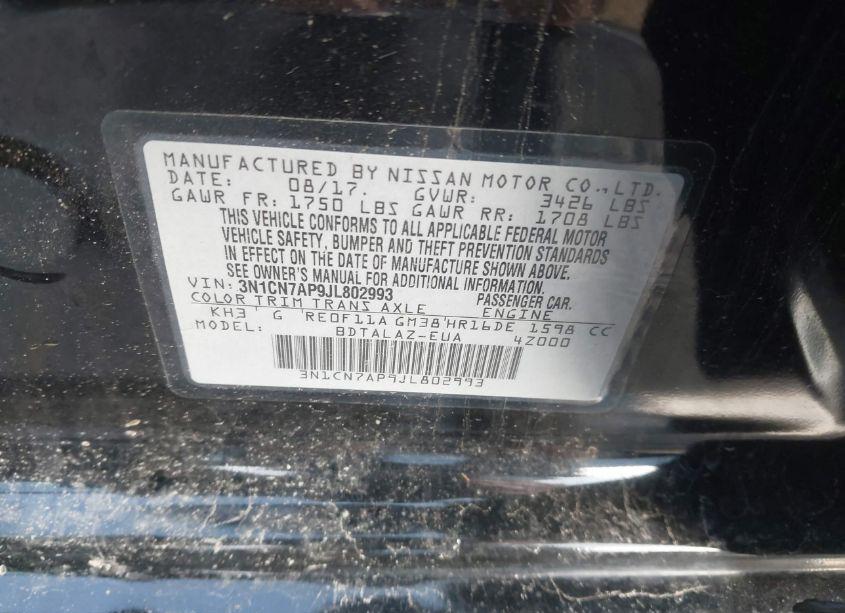 MANUFACTURED BY NISSAN MOTOR CO.,LTD.
DATE: 08/17. GVWR: 3426 LBS
GAWR FR: 1750 LBS GAWR RR: 1708 LBS
THIS VEHICLE CONFORMS TO ALL APPLICABLE FEDERAL MOTOR
VEHICLE SAFETY, BUMPER AND THEFT PREVENTION STANDARDS
IN EFFECT ON THE DATE OF MANUFACTURE SHOWN ABOVE.
SEE OWNER'S MANUAL FOR ADDITIONAL INFORMATION.
VIN: 3N1CN7AP9JL802993 PASSENGER CAR.
COLOR TRIM TRANS AXLE ENGINE
KH3 G RE0F11A GM38 HR16DE 1598 CC
MODEL: BDTALAZ-EUA 4Z000
3N1CN7AP9JL802993